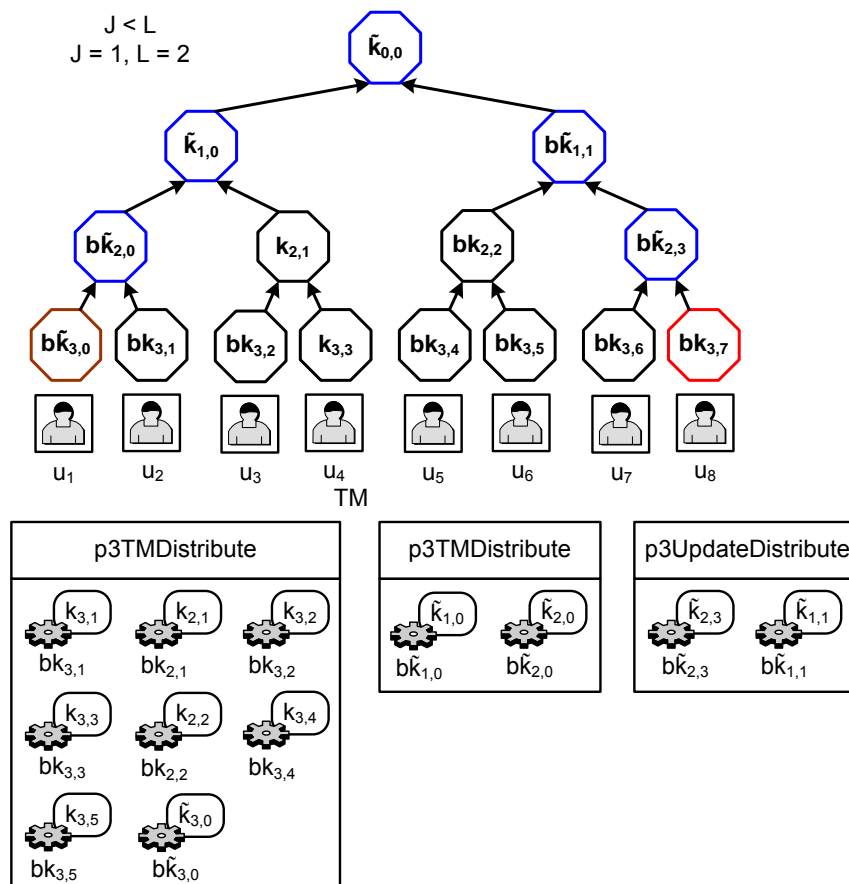 J < L
J = 1, L = 2
k̃0,0
k̃1,0
bk̃1,1
bk̃2,0
k2,1
bk2,2
bk̃2,3
bk̃3,0
bk3,1
bk3,2
k3,3
bk3,4
bk3,5
bk3,6
bk3,7
u1
u2
u3
u4
u5
u6
u7
u8
TM
p3TMDistribute
k3,1
k2,1
k3,2
bk3,1
bk2,1
bk3,2
k3,3
k2,2
k3,4
bk3,3
bk2,2
bk3,4
k3,5
k̃3,0
bk3,5
bk̃3,0
p3TMDistribute
k̃1,0
k̃2,0
bk̃1,0
bk̃2,0
p3UpdateDistribute
k̃2,3
k̃1,1
bk̃2,3
bk̃1,1